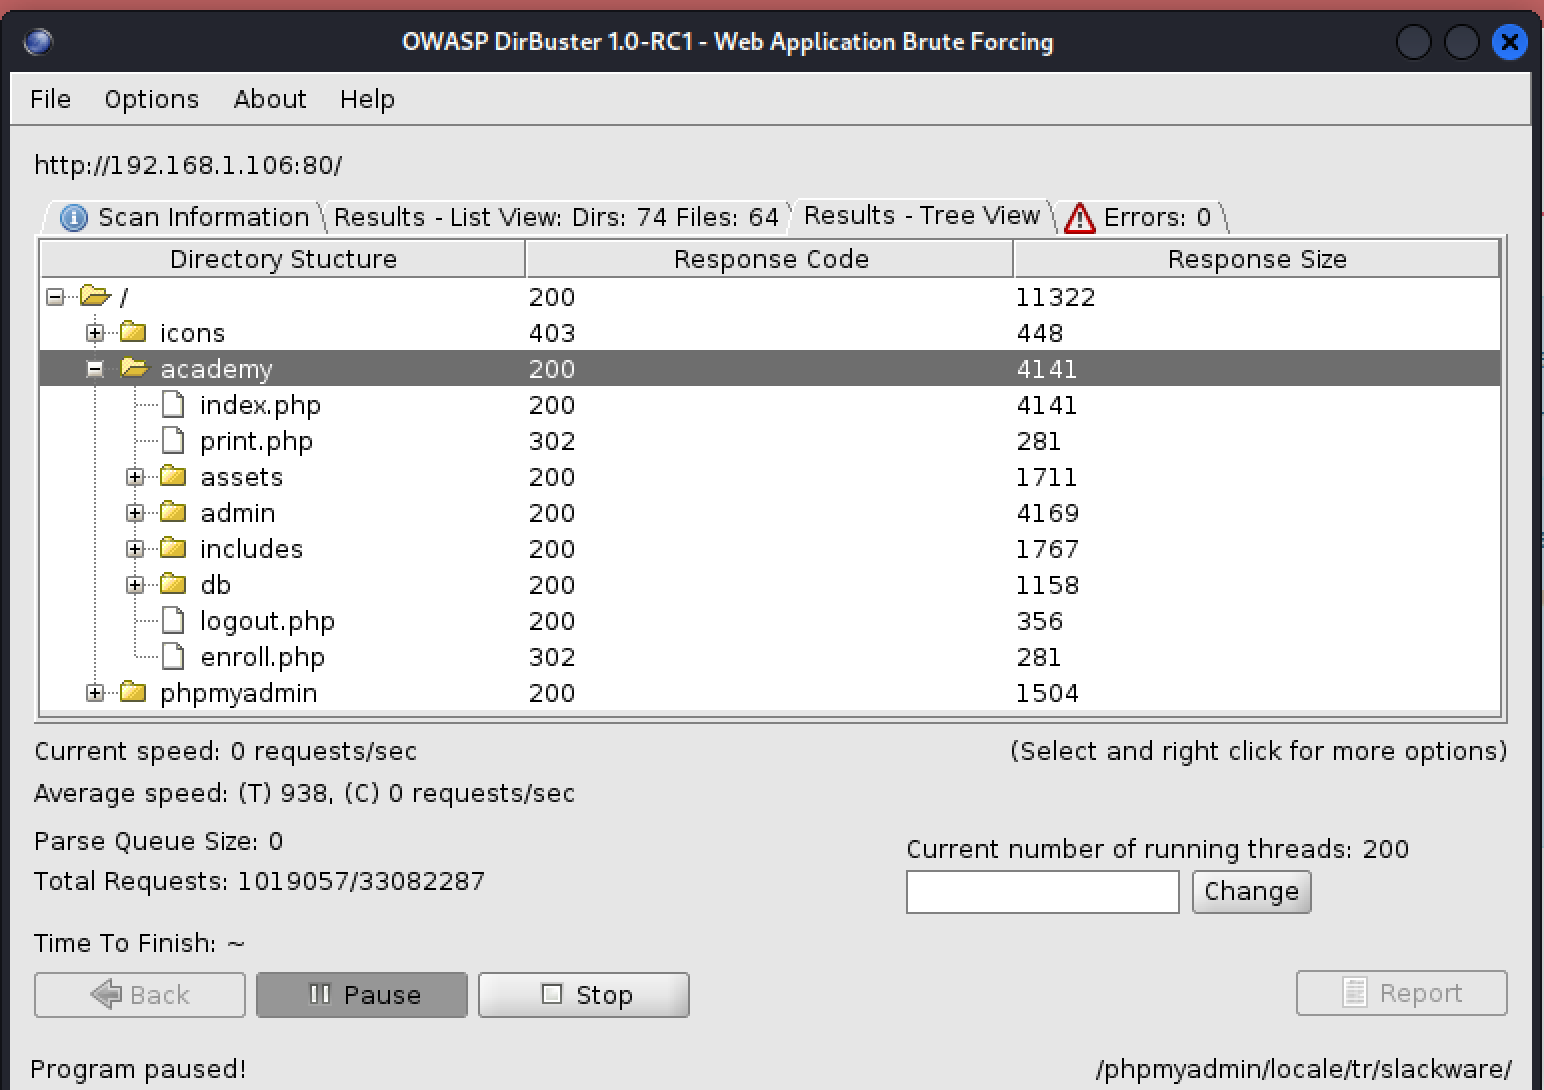 OWASP DirBuster 1.0-RC1 - Web Application Brute Forcing
File Options About Help
http://192.168.1.106:80/
Scan Information Results - List View: Dirs: 74 Files: 64 Results - Tree View Errors: 0
Directory Stucture Response Code Response Size
/ 200 11322
icons 403 448
academy 200 4141
index.php 200 4141
print.php 302 281
assets 200 1711
admin 200 4169
includes 200 1767
db 200 1158
logout.php 200 356
enroll.php 302 281
phpmyadmin 200 1504
Current speed: 0 requests/sec (Select and right click for more options)
Average speed: (T) 938, (C) 0 requests/sec
Parse Queue Size: 0
Current number of running threads: 200
Total Requests: 1019057/33082287
Change
Time To Finish: ~
Back Pause Stop Report
Program paused! /phpmyadmin/locale/tr/slackware/